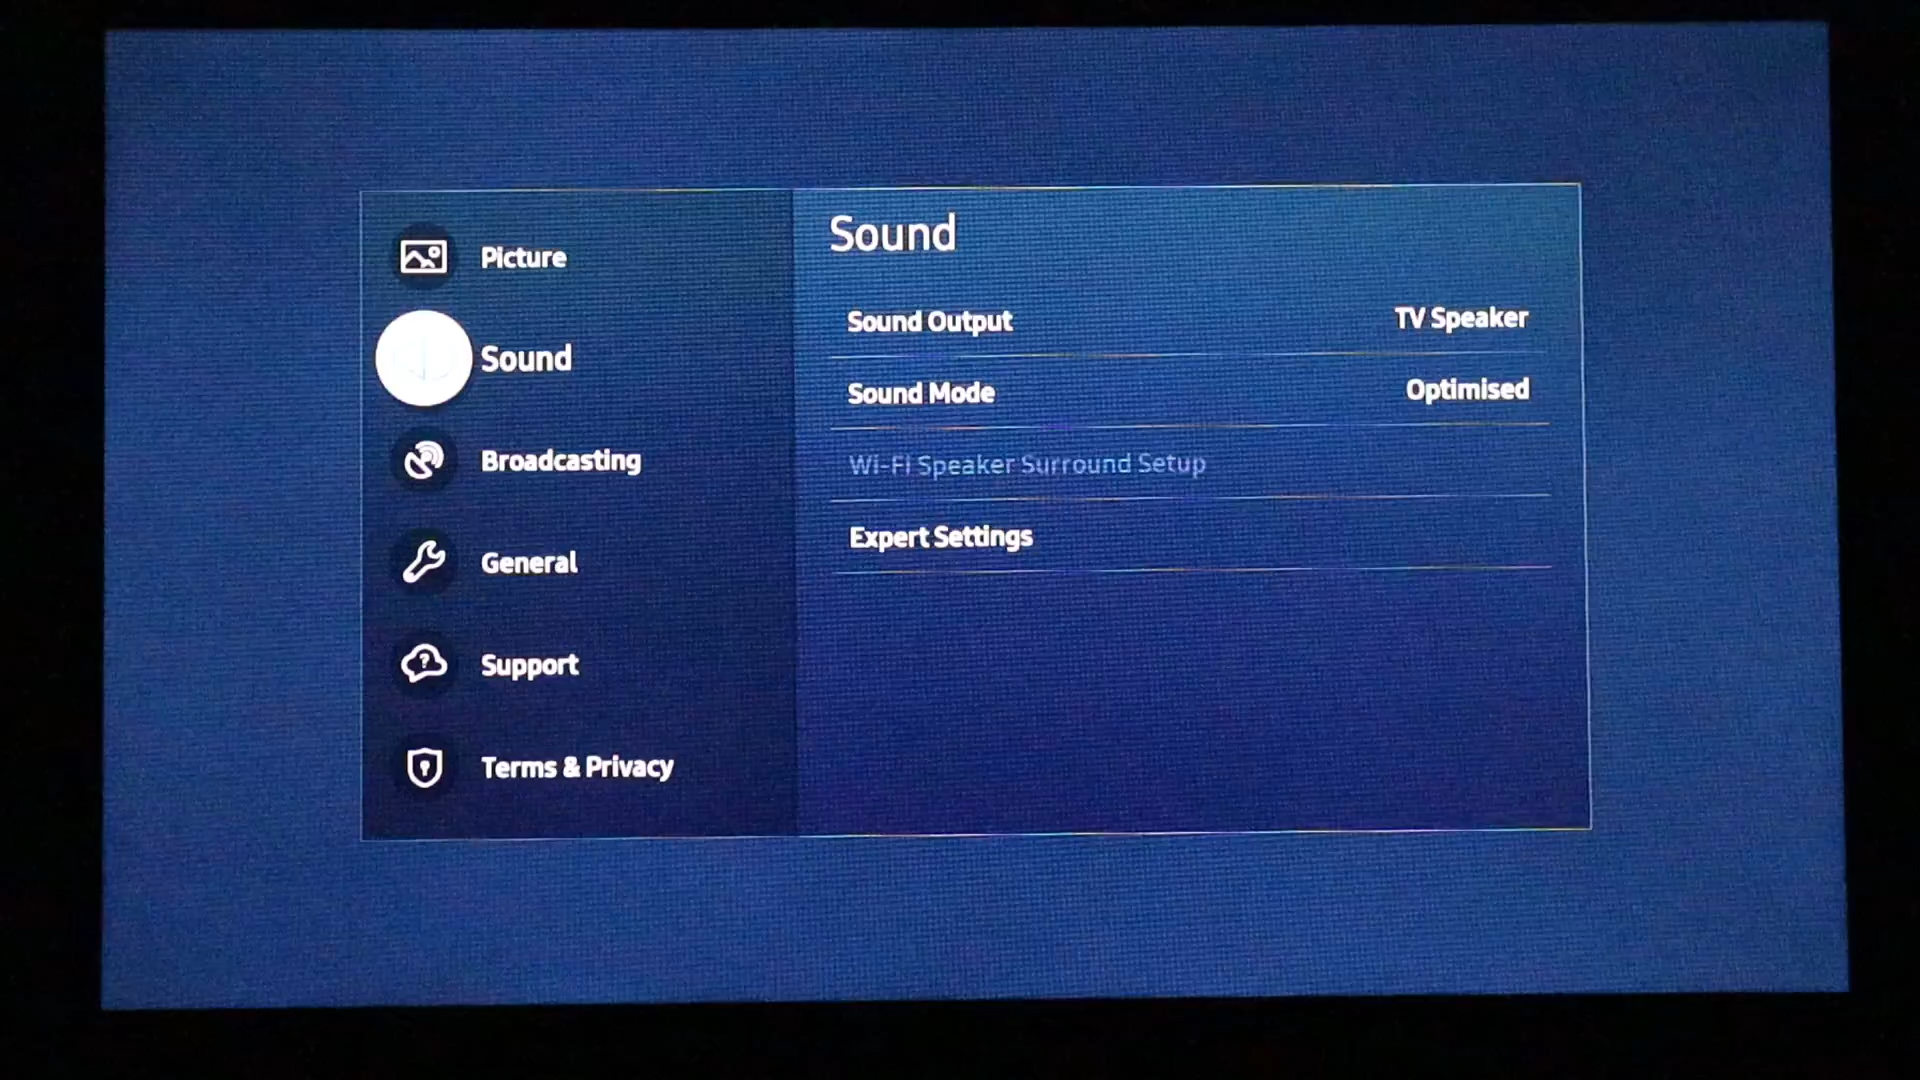 Picture
Sound
Broadcasting
General
Support
Terms & Privacy
Sound
Sound Output TV Speaker
Sound Mode Optimised
Wi-Fi Speaker Surround Setup
Expert Settings